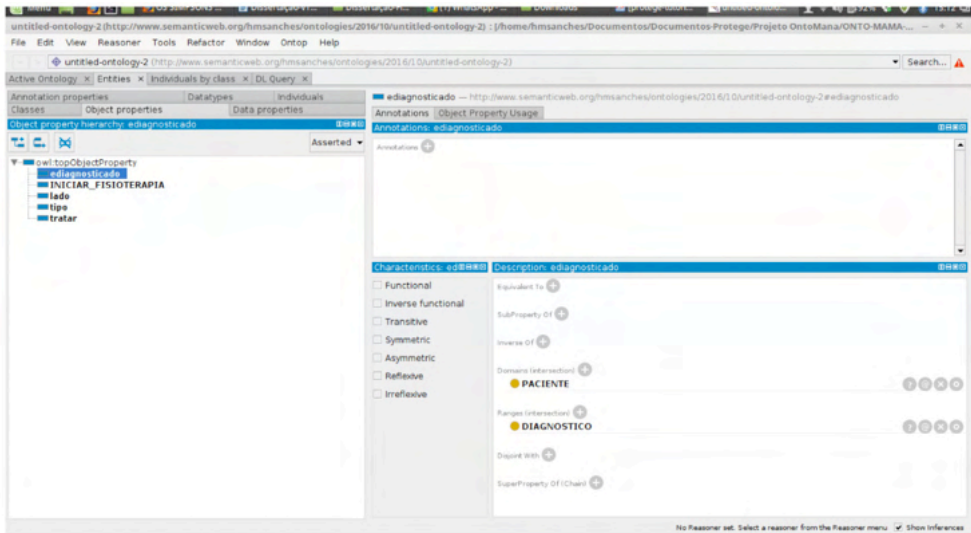 Menu
untitled-ontology-2 (http://www.semanticweb.org/hmsanches/ontologies/2016/10/untitled-ontology-2) : [/home/hmsanches/Documentos/Documentos-Protege/Projeto OntoMana/ONTO-MAMA-...
File Edit View Reasoner Tools Refactor Window Ontop Help
untitled-ontology-2 (http://www.semanticweb.org/hmsanches/ontologies/2016/10/untitled-ontology-2)
Search...
Active Ontology × Entities × Individuals by class × DL Query ×
Annotation properties Datatypes Individuals
Classes Object properties Data properties
Object property hierarchy: ediagnosticado
Asserted
owl:topObjectProperty
ediagnosticado
INICIAR_FISIOTERAPIA
lado
tipo
tratar
ediagnosticado — http://www.semanticweb.org/hmsanches/ontologies/2016/10/untitled-ontology-2#ediagnosticado
Annotations Object Property Usage
Annotations: ediagnosticado
Annotations
Characteristics: ed
Functional
Inverse functional
Transitive
Symmetric
Asymmetric
Reflexive
Irreflexive
Description: ediagnosticado
Equivalent To
SubProperty Of
Inverse Of
Domains (intersection)
PACIENTE
Ranges (intersection)
DIAGNOSTICO
Disjoint With
SuperProperty Of (Chain)
No Reasoner set. Select a reasoner from the Reasoner menu Show Inferences